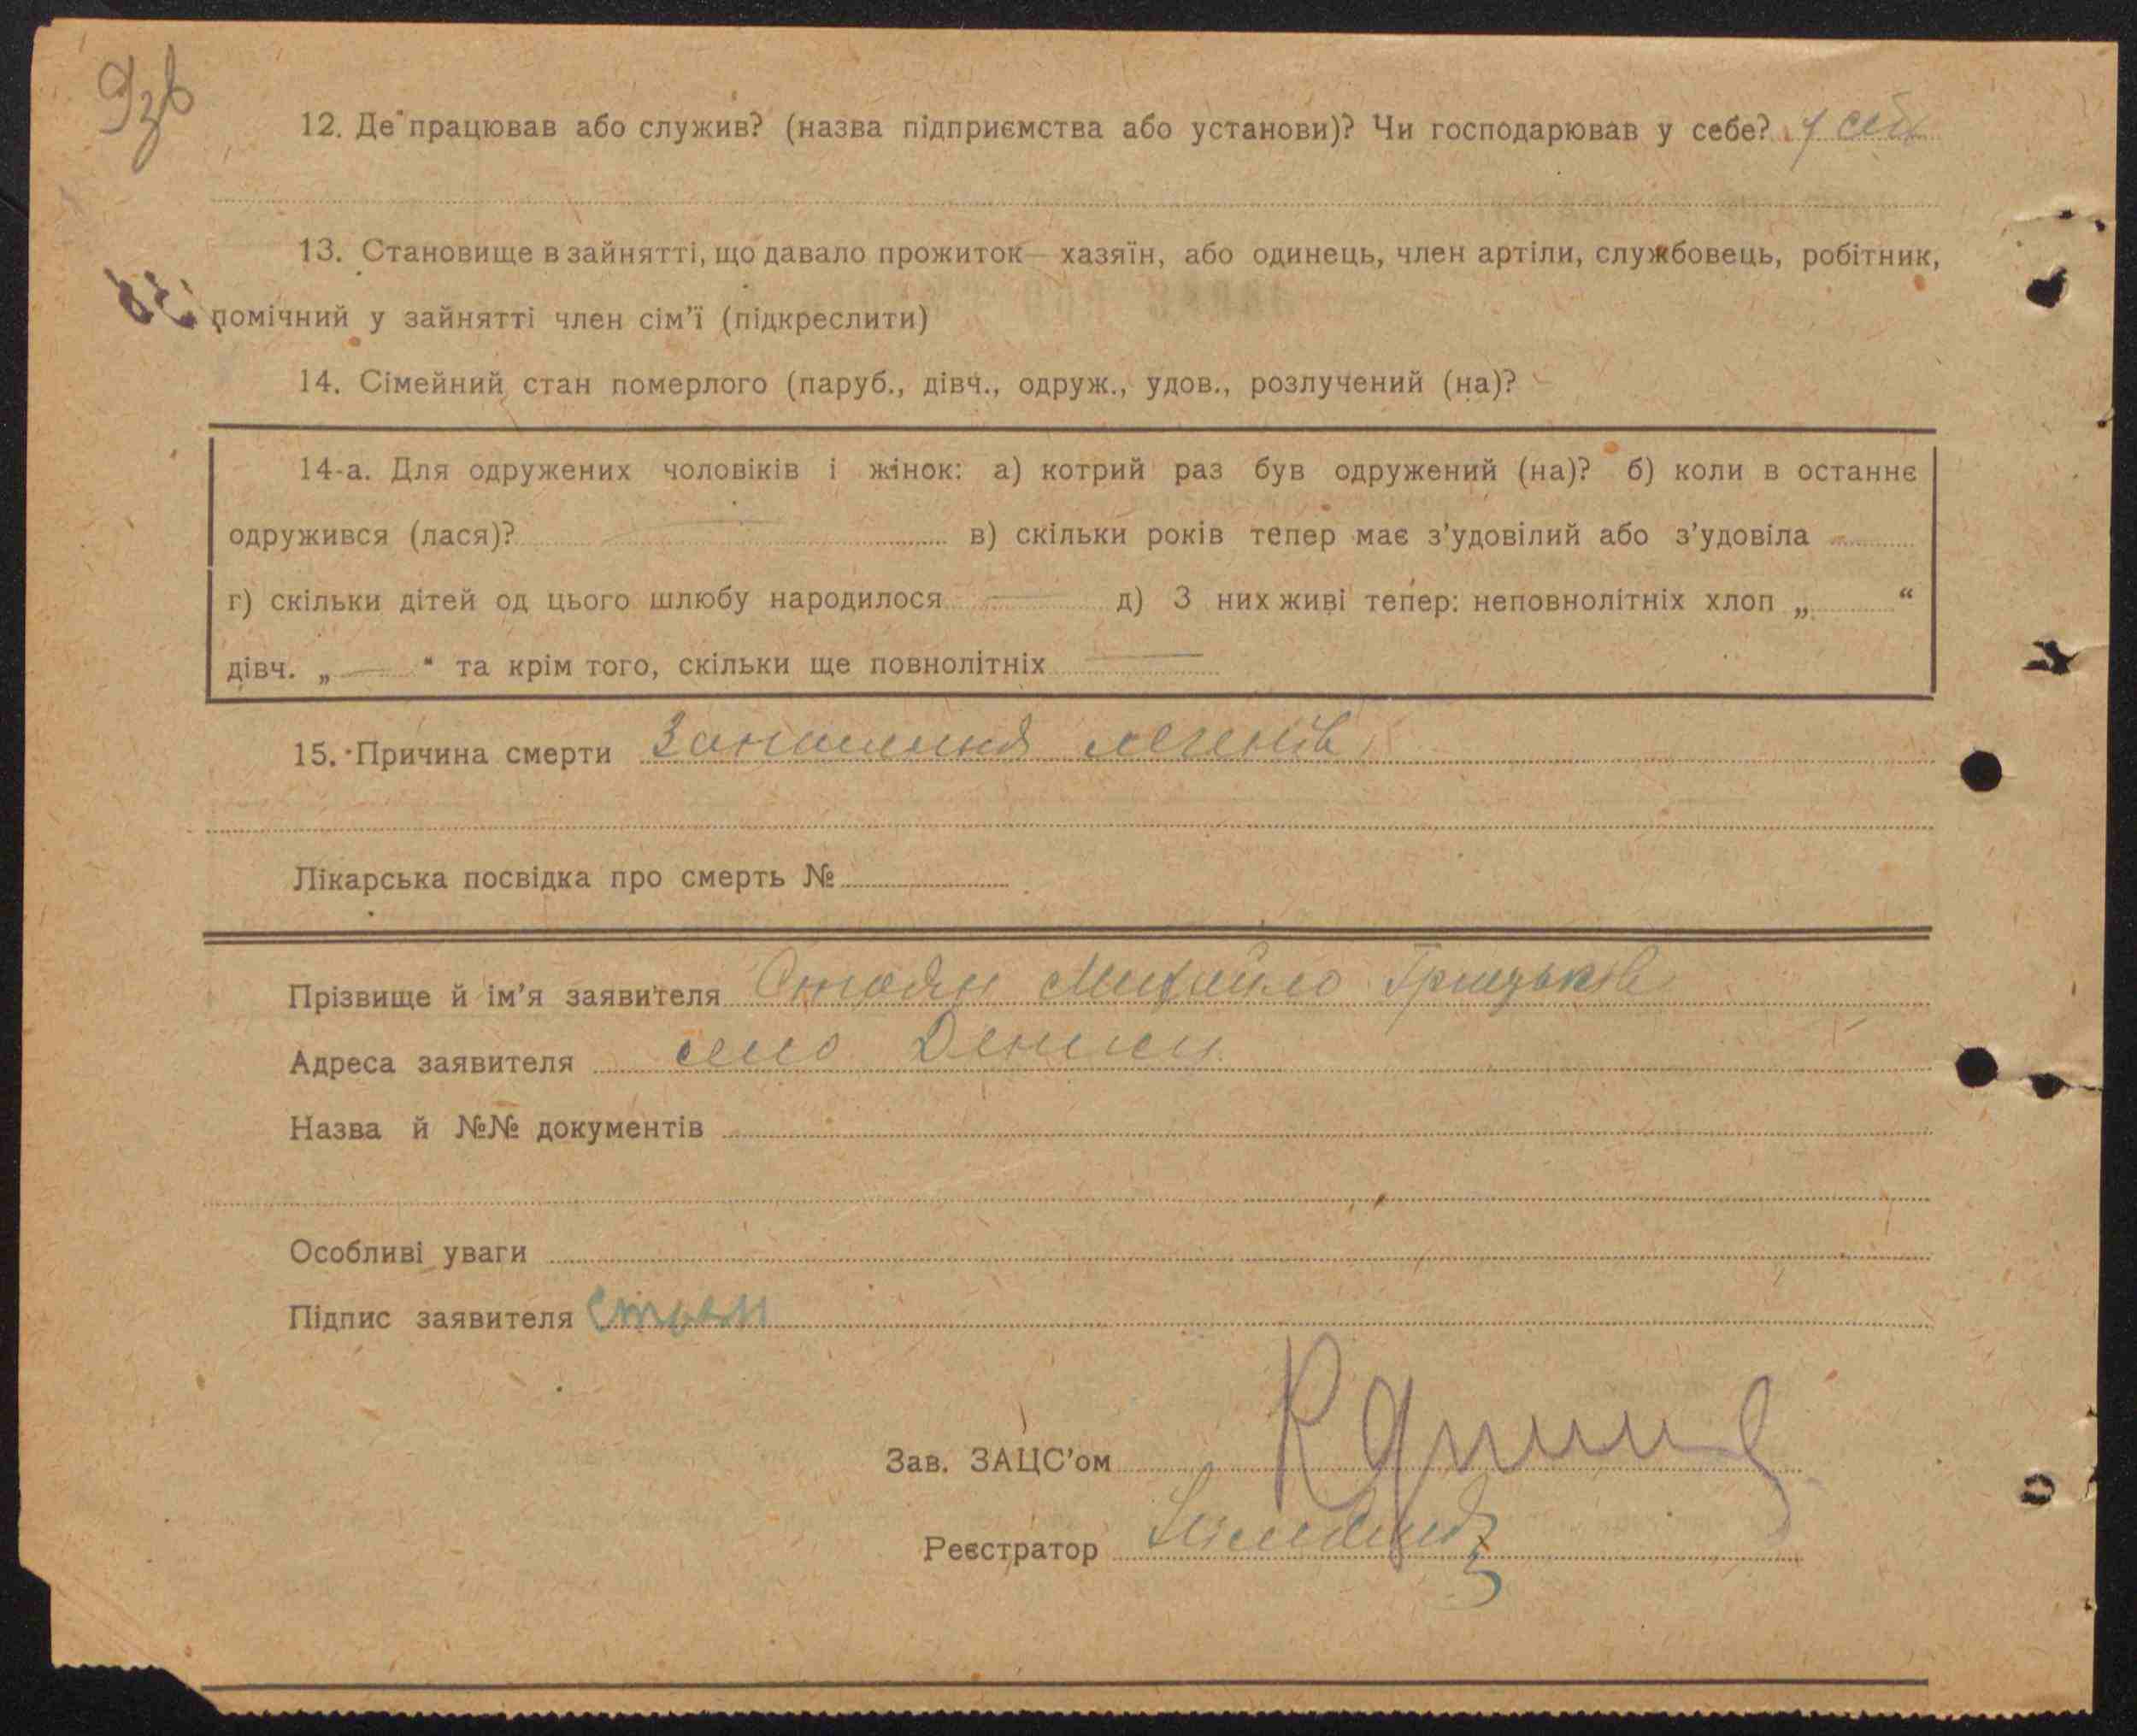 9зв
12. Де працював або служив? (назва підприємства або установи)? Чи господарював у себе? у себе
13. Становище в зайнятті, що давало прожиток — хазяїн, або одинець, член артіли, службовець, робітник,
помічний у зайнятті член сім’ї (підкреслити)
14. Сімейний стан померлого (паруб., дівч., одруж., удов., розлучений (на)?
14-а. Для одружених чоловіків і жінок: а) котрий раз був одружений (на)? б) коли в останнє
одружився (лася)? — в) скільки років тепер має з’удовілий або з’удовіла —
г) скільки дітей од цього шлюбу народилося — д) З них живі тепер: неповнолітніх хлоп „ “
дівч. „ — “ та крім того, скільки ще повнолітніх —
15. Причина смерти Запалення легенів
Лікарська посвідка про смерть №
Прізвище й ім’я заявителя Стоян Михайло Грицьків
Адреса заявителя село Деники
Назва й №№ документів
Особливі уваги
Підпис заявителя Стоян
Зав. ЗАЦС’ом
Реєстратор